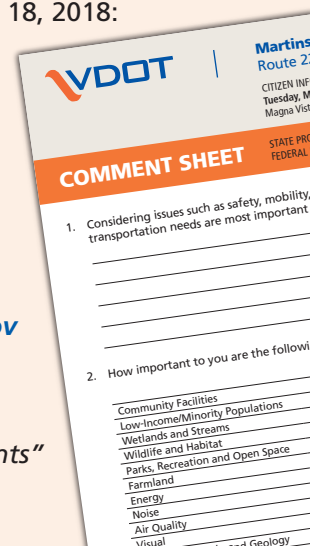 18, 2018:
VDOT
Martins
Route 2
CITIZEN INF
Tuesday, M
Magna Vist
COMMENT SHEET
STATE PRO
FEDERAL
1. Considering issues such as safety, mobility,
transportation needs are most important
ov
2. How important to you are the followi
Community Facilities
Low-Income/Minority Populations
Wetlands and Streams
nts"
Wildlife and Habitat
Parks, Recreation and Open Space
Farmland
Energy
Noise
Air Quality
Visual
and Geology